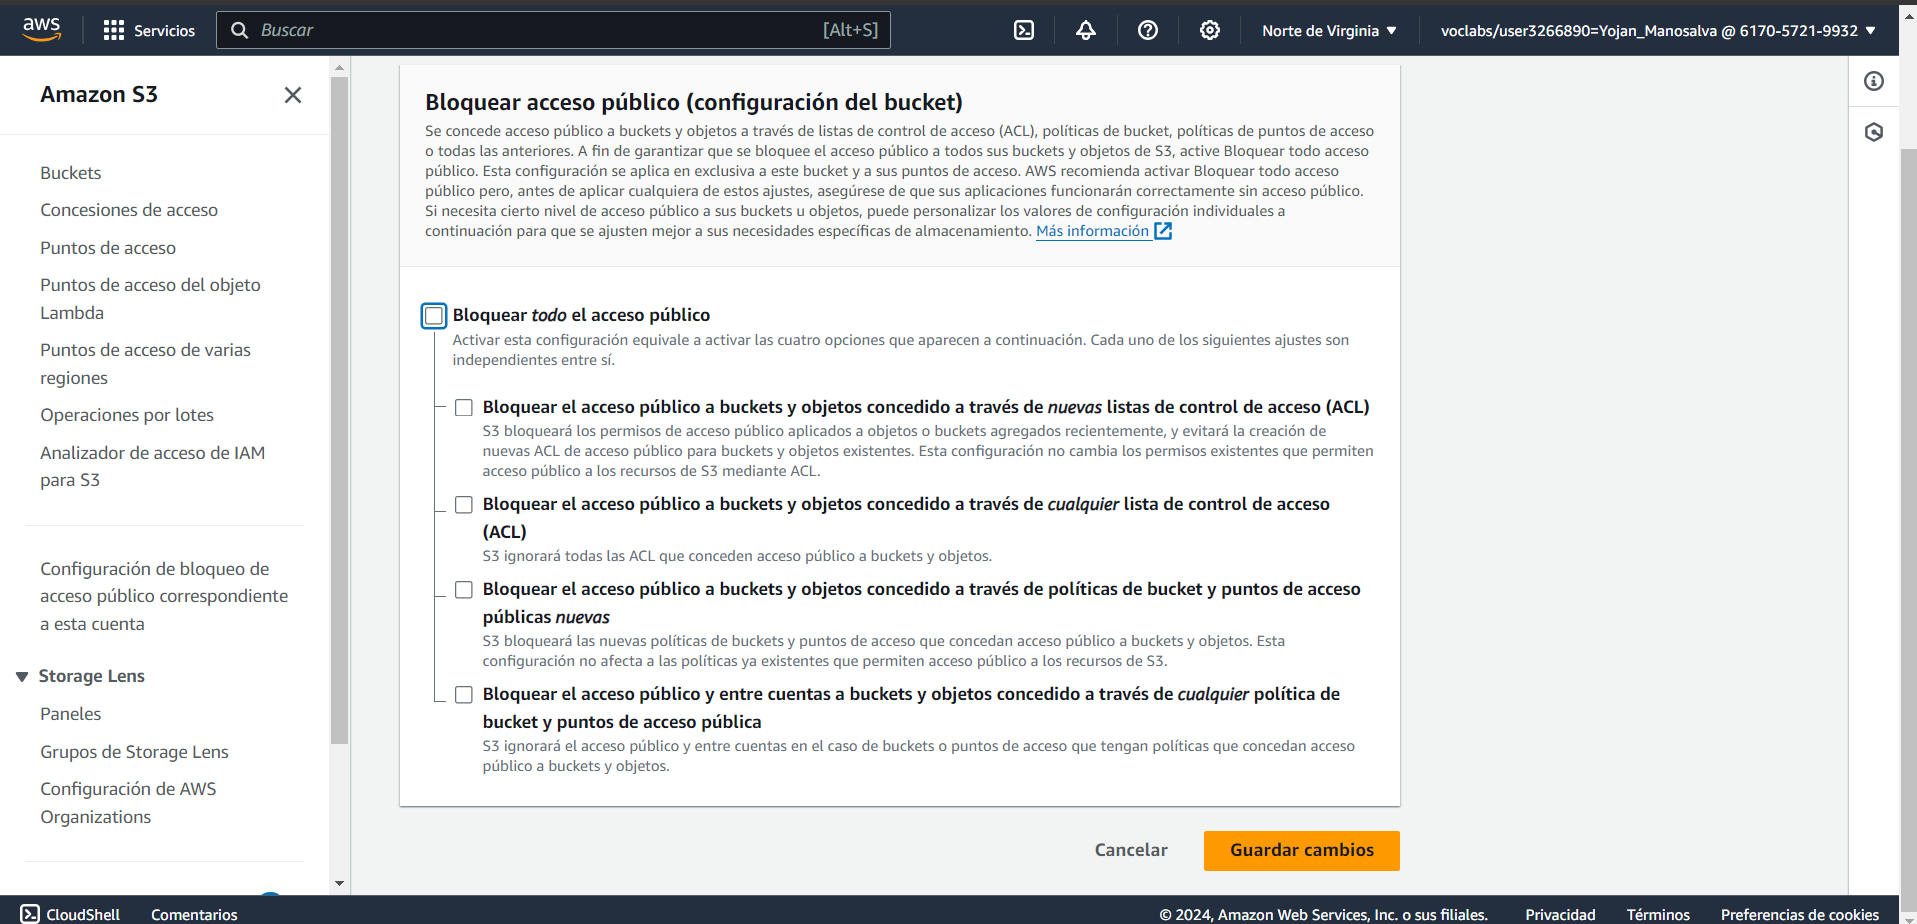 aws
Servicios
Buscar
[Alt+S]
Norte de Virginia
voclabs/user3266890=Yojan_Manosalva @ 6170-5721-9932
Amazon S3
Buckets
Concesiones de acceso
Puntos de acceso
Puntos de acceso del objeto
Lambda
Puntos de acceso de varias
regiones
Operaciones por lotes
Analizador de acceso de IAM
para S3
Configuración de bloqueo de
acceso público correspondiente
a esta cuenta
Storage Lens
Paneles
Grupos de Storage Lens
Configuración de AWS
Organizations
Bloquear acceso público (configuración del bucket)
Se concede acceso público a buckets y objetos a través de listas de control de acceso (ACL), políticas de bucket, políticas de puntos de acceso
o todas las anteriores. A fin de garantizar que se bloquee el acceso público a todos sus buckets y objetos de S3, active Bloquear todo acceso
público. Esta configuración se aplica en exclusiva a este bucket y a sus puntos de acceso. AWS recomienda activar Bloquear todo acceso
público pero, antes de aplicar cualquiera de estos ajustes, asegúrese de que sus aplicaciones funcionarán correctamente sin acceso público.
Si necesita cierto nivel de acceso público a sus buckets u objetos, puede personalizar los valores de configuración individuales a
continuación para que se ajusten mejor a sus necesidades específicas de almacenamiento. Más información
Bloquear todo el acceso público
Activar esta configuración equivale a activar las cuatro opciones que aparecen a continuación. Cada uno de los siguientes ajustes son
independientes entre sí.
Bloquear el acceso público a buckets y objetos concedido a través de nuevas listas de control de acceso (ACL)
S3 bloqueará los permisos de acceso público aplicados a objetos o buckets agregados recientemente, y evitará la creación de
nuevas ACL de acceso público para buckets y objetos existentes. Esta configuración no cambia los permisos existentes que permiten
acceso público a los recursos de S3 mediante ACL.
Bloquear el acceso público a buckets y objetos concedido a través de cualquier lista de control de acceso
(ACL)
S3 ignorará todas las ACL que conceden acceso público a buckets y objetos.
Bloquear el acceso público a buckets y objetos concedido a través de políticas de bucket y puntos de acceso
públicas nuevas
S3 bloqueará las nuevas políticas de buckets y puntos de acceso que concedan acceso público a buckets y objetos. Esta
configuración no afecta a las políticas ya existentes que permiten acceso público a los recursos de S3.
Bloquear el acceso público y entre cuentas a buckets y objetos concedido a través de cualquier política de
bucket y puntos de acceso pública
S3 ignorará el acceso público y entre cuentas en el caso de buckets o puntos de acceso que tengan políticas que concedan acceso
público a buckets y objetos.
Cancelar
Guardar cambios
CloudShell
Comentarios
© 2024, Amazon Web Services, Inc. o sus filiales.
Privacidad
Términos
Preferencias de cookies